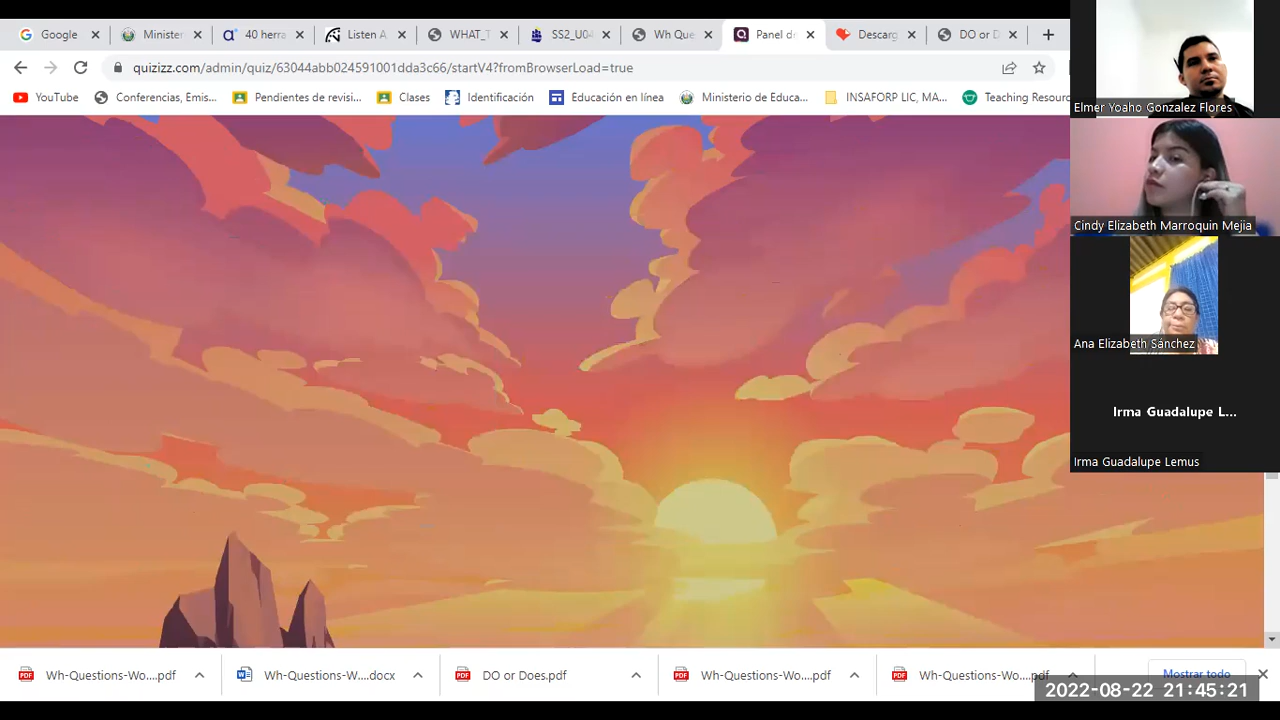 Google
Minister
40 herra
Listen A
WHAT_T
SS2_U04
Wh Que
Panel de
Descarg
DO or D
quizizz.com/admin/quiz/63044abb024591001dda3c66/startV4?fromBrowserLoad=true
YouTube
Conferencias, Emis...
Pendientes de revisi...
Clases
Identificación
Educación en línea
Ministerio de Educa...
INSAFORP LIC, MA...
Teaching Resour
Elmer Yoaho Gonzalez Flores
Cindy Elizabeth Marroquin Mejia
Ana Elizabeth Sánchez
Irma Guadalupe L...
Irma Guadalupe Lemus
Wh-Questions-Wo....pdf
Wh-Questions-W....docx
DO or Does.pdf
Wh-Questions-Wo....pdf
Wh-Questions-Wo....pdf
Mostrar todo
2022-08-22 21:45:21